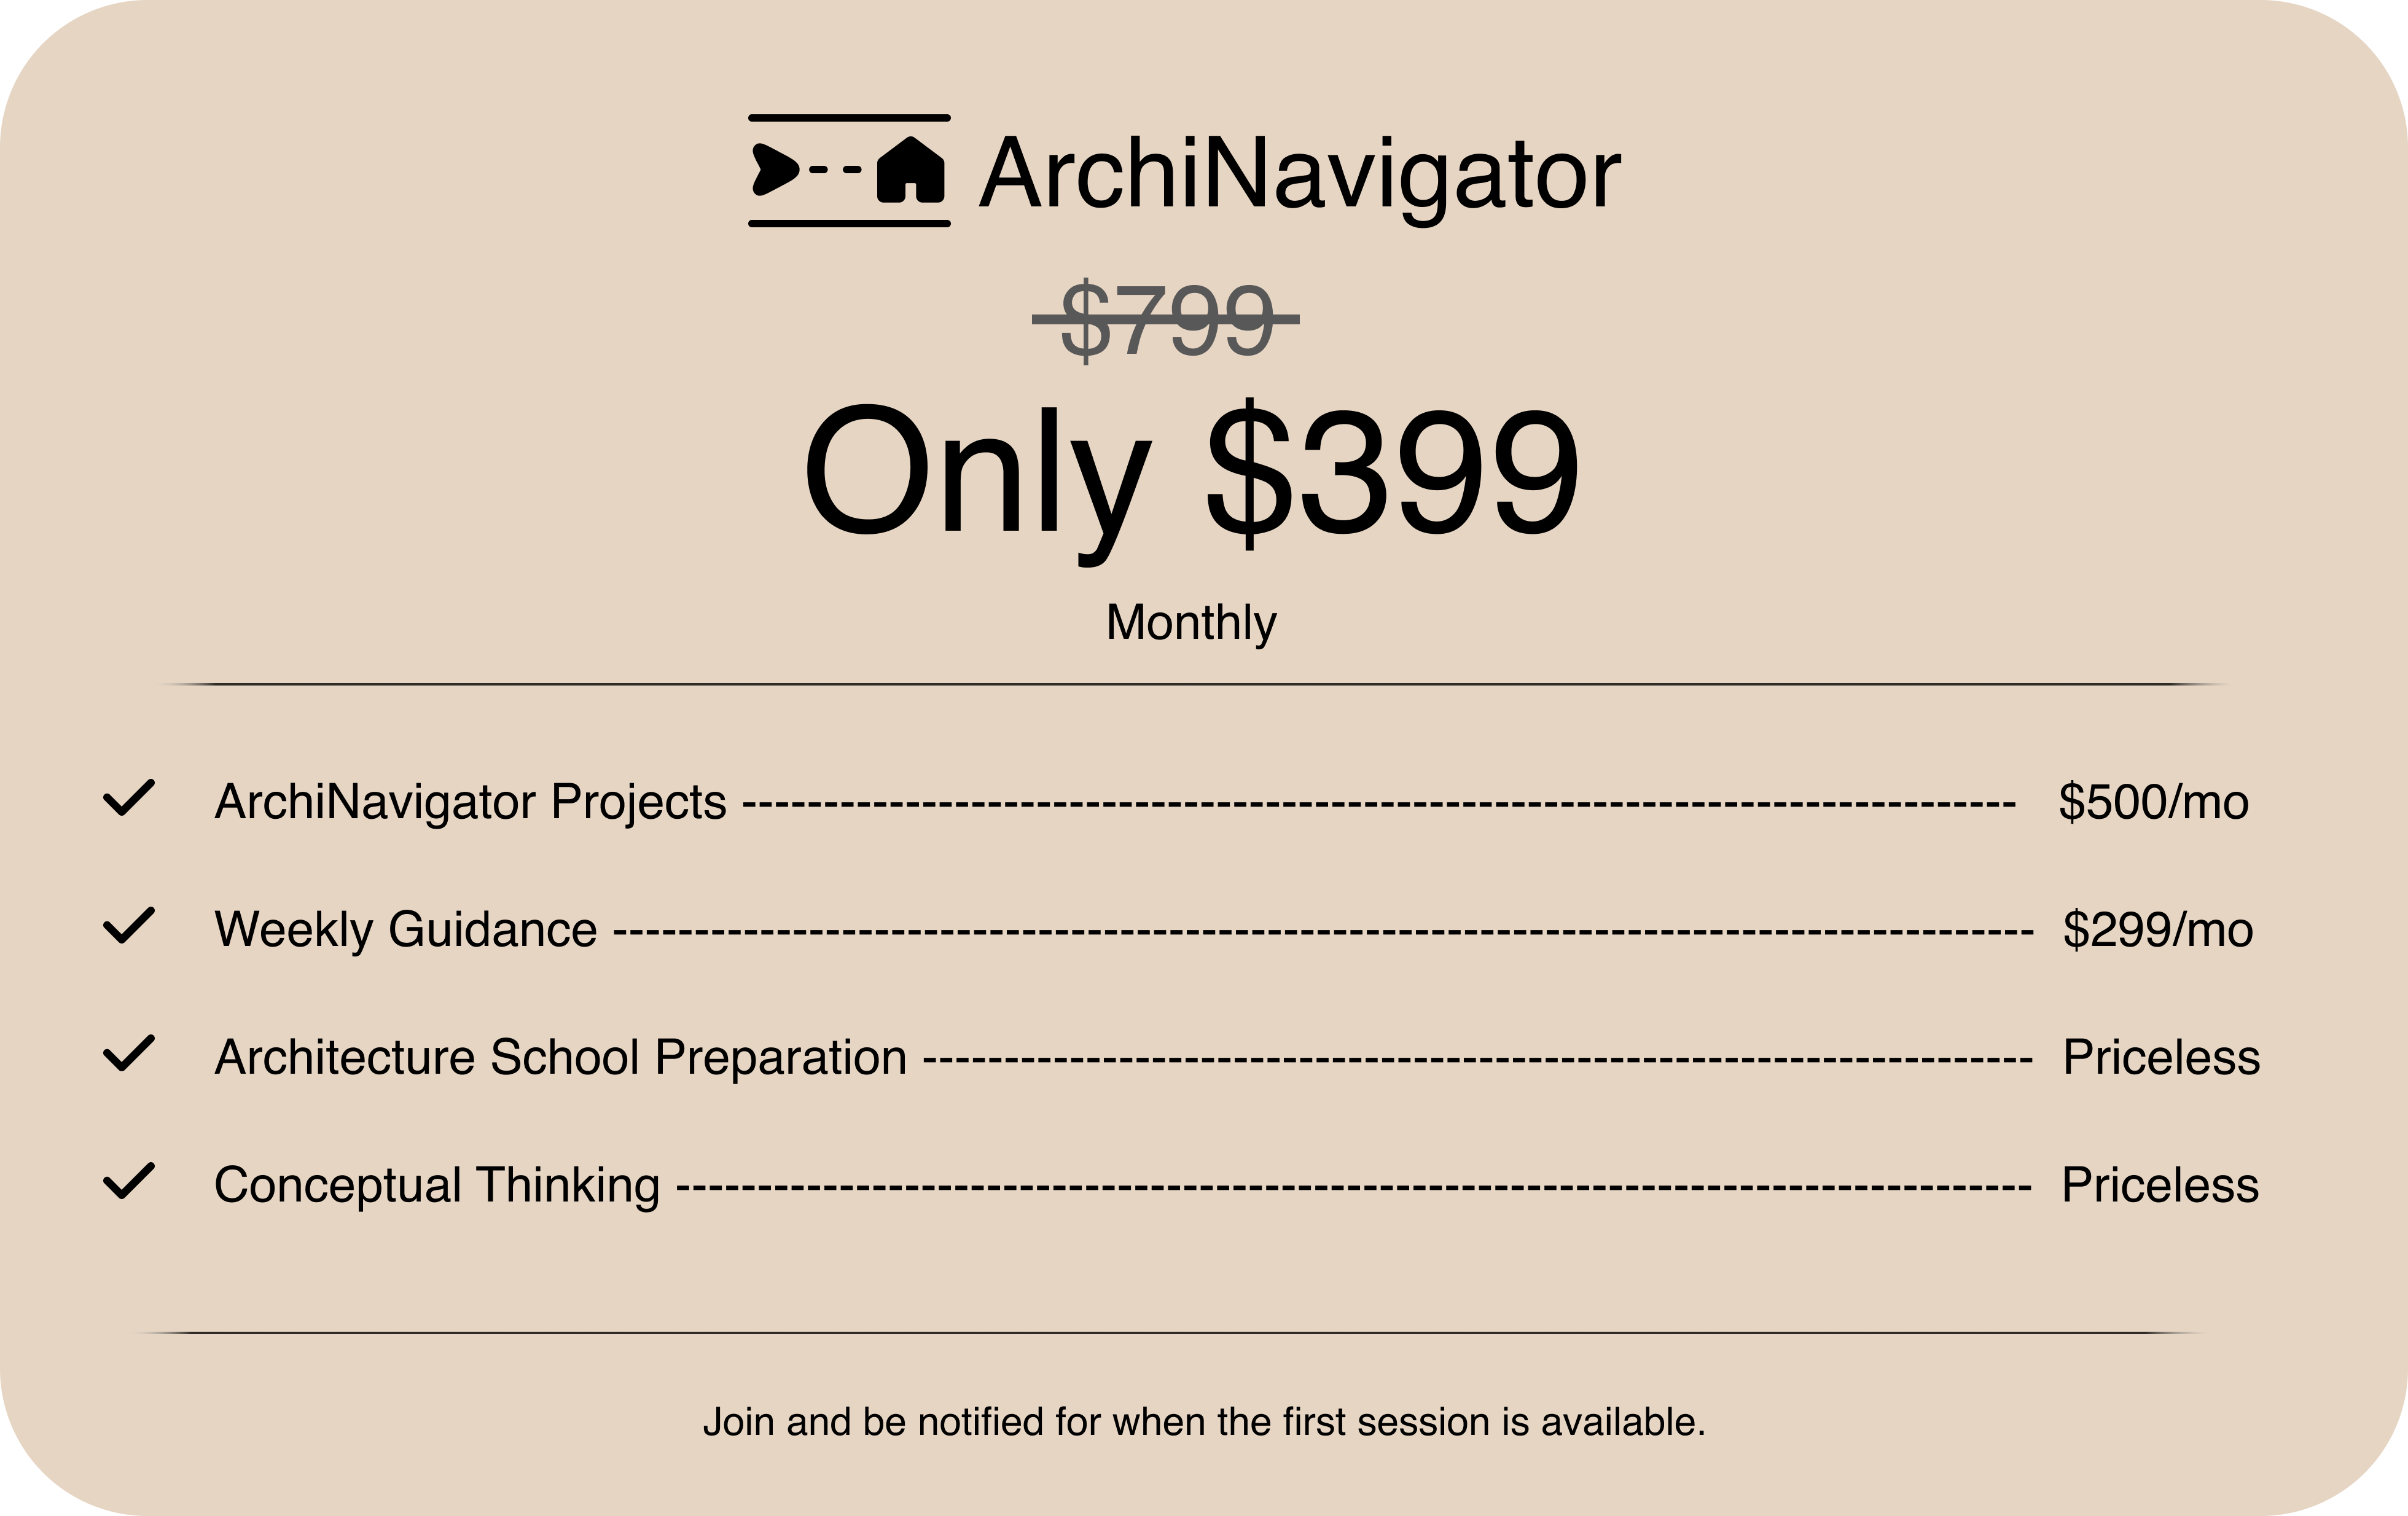 ArchiNavigator
$799
Only $399
Monthly
ArchiNavigator Projects ------------------------------------------------------------------------------ $500/mo
Weekly Guidance --------------------------------------------------------------------------------------- $299/mo
Architecture School Preparation -------------------------------------------------------------------- Priceless
Conceptual Thinking ----------------------------------------------------------------------------------- Priceless
Join and be notified for when the first session is available.